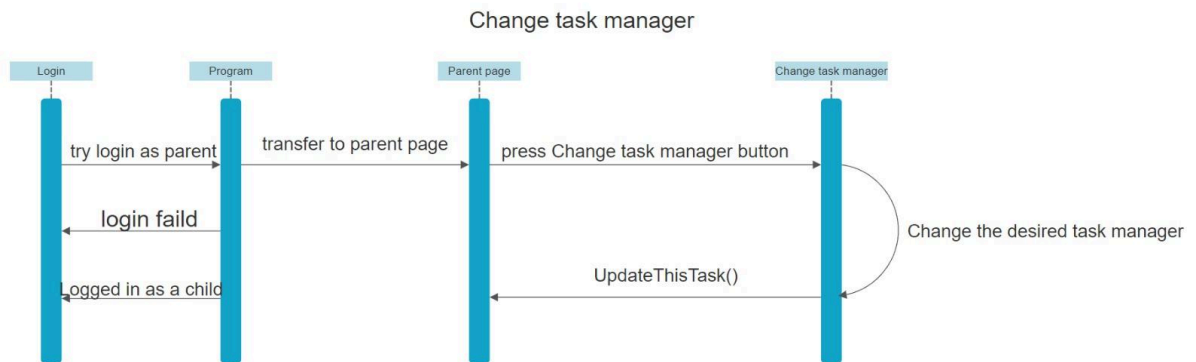 Change task manager
Login
Program
Parent page
Change task manager
try login as parent
transfer to parent page
press Change task manager button
login faild
Change the desired task manager
UpdateThisTask()
Logged in as a child